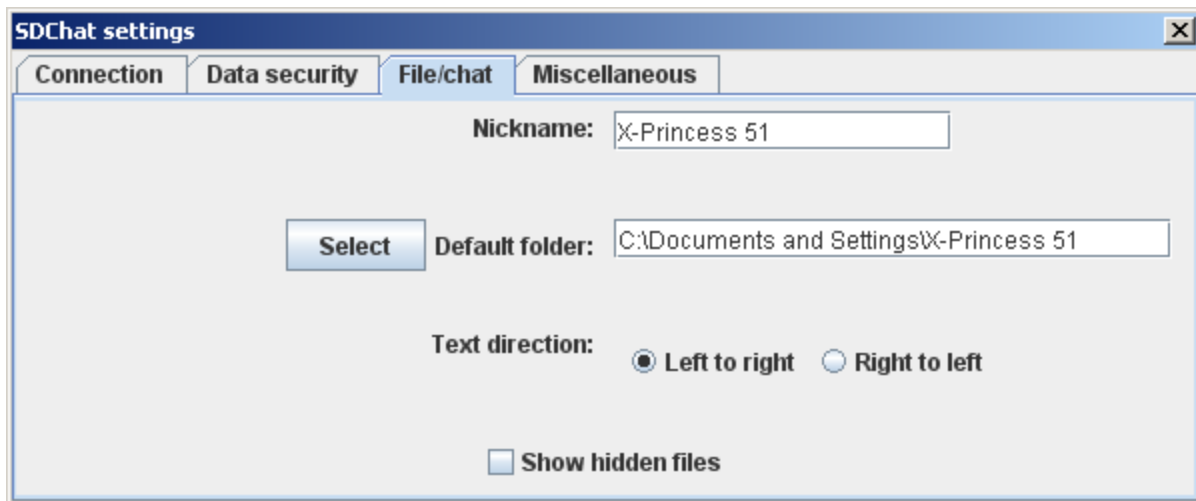 SDChat settings
Connection Data security File/chat Miscellaneous
Nickname: X-Princess 51
Select Default folder: C:\Documents and Settings\X-Princess 51
Text direction: Left to right Right to left
Show hidden files